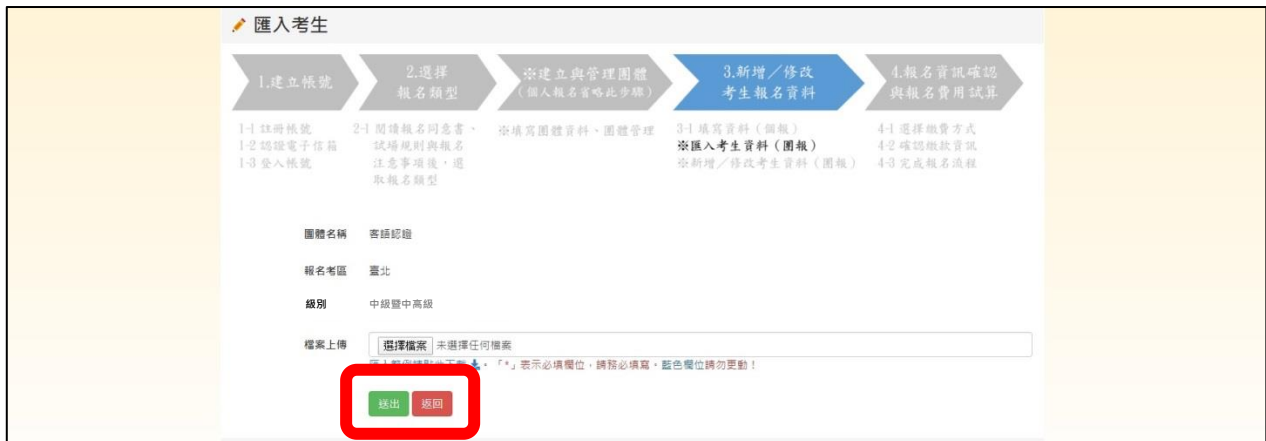 匯入考生
1.建立帳號
2.選擇
報名類型
※建立與管理團體
(個人報名省略此步驟)
3.新增／修改
考生報名資料
4.報名資訊確認
與報名費用試算
1-1 註冊帳號
1-2 認證電子信箱
1-3 登入帳號
2-1 閱讀報名同意書、
試場規則與報名
注意事項後，選
取報名類型
※填寫團體資料、團體管理
3-1 填寫資料（個報）
※匯入考生資料（團報）
※新增／修改考生資料（團報）
4-1 選擇繳費方式
4-2 確認繳款資訊
4-3 完成報名流程
團體名稱 客語認證
報名考區 臺北
級別 中級暨中高級
檔案上傳 選擇檔案 未選擇任何檔案
「*」表示必填欄位，請務必填寫。藍色欄位請勿更動！
送出 返回